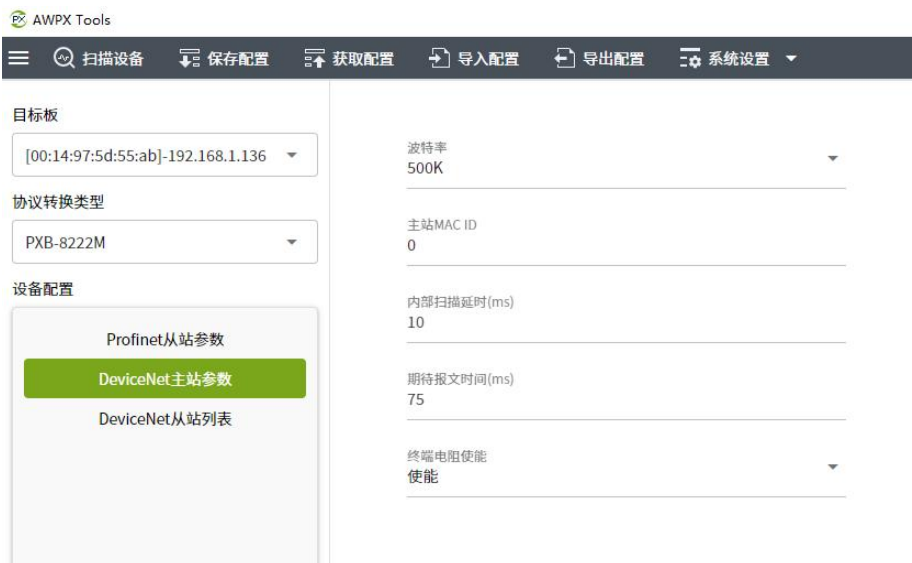 PX AWPX Tools
扫描设备 保存配置 获取配置 导入配置 导出配置 系统设置
目标板
[00:14:97:5d:55:ab]-192.168.1.136
协议转换类型
PXB-8222M
设备配置
Profinet从站参数
DeviceNet主站参数
DeviceNet从站列表
波特率
500K
主站MAC ID
0
内部扫描延时(ms)
10
期待报文时间(ms)
75
终端电阻使能
使能